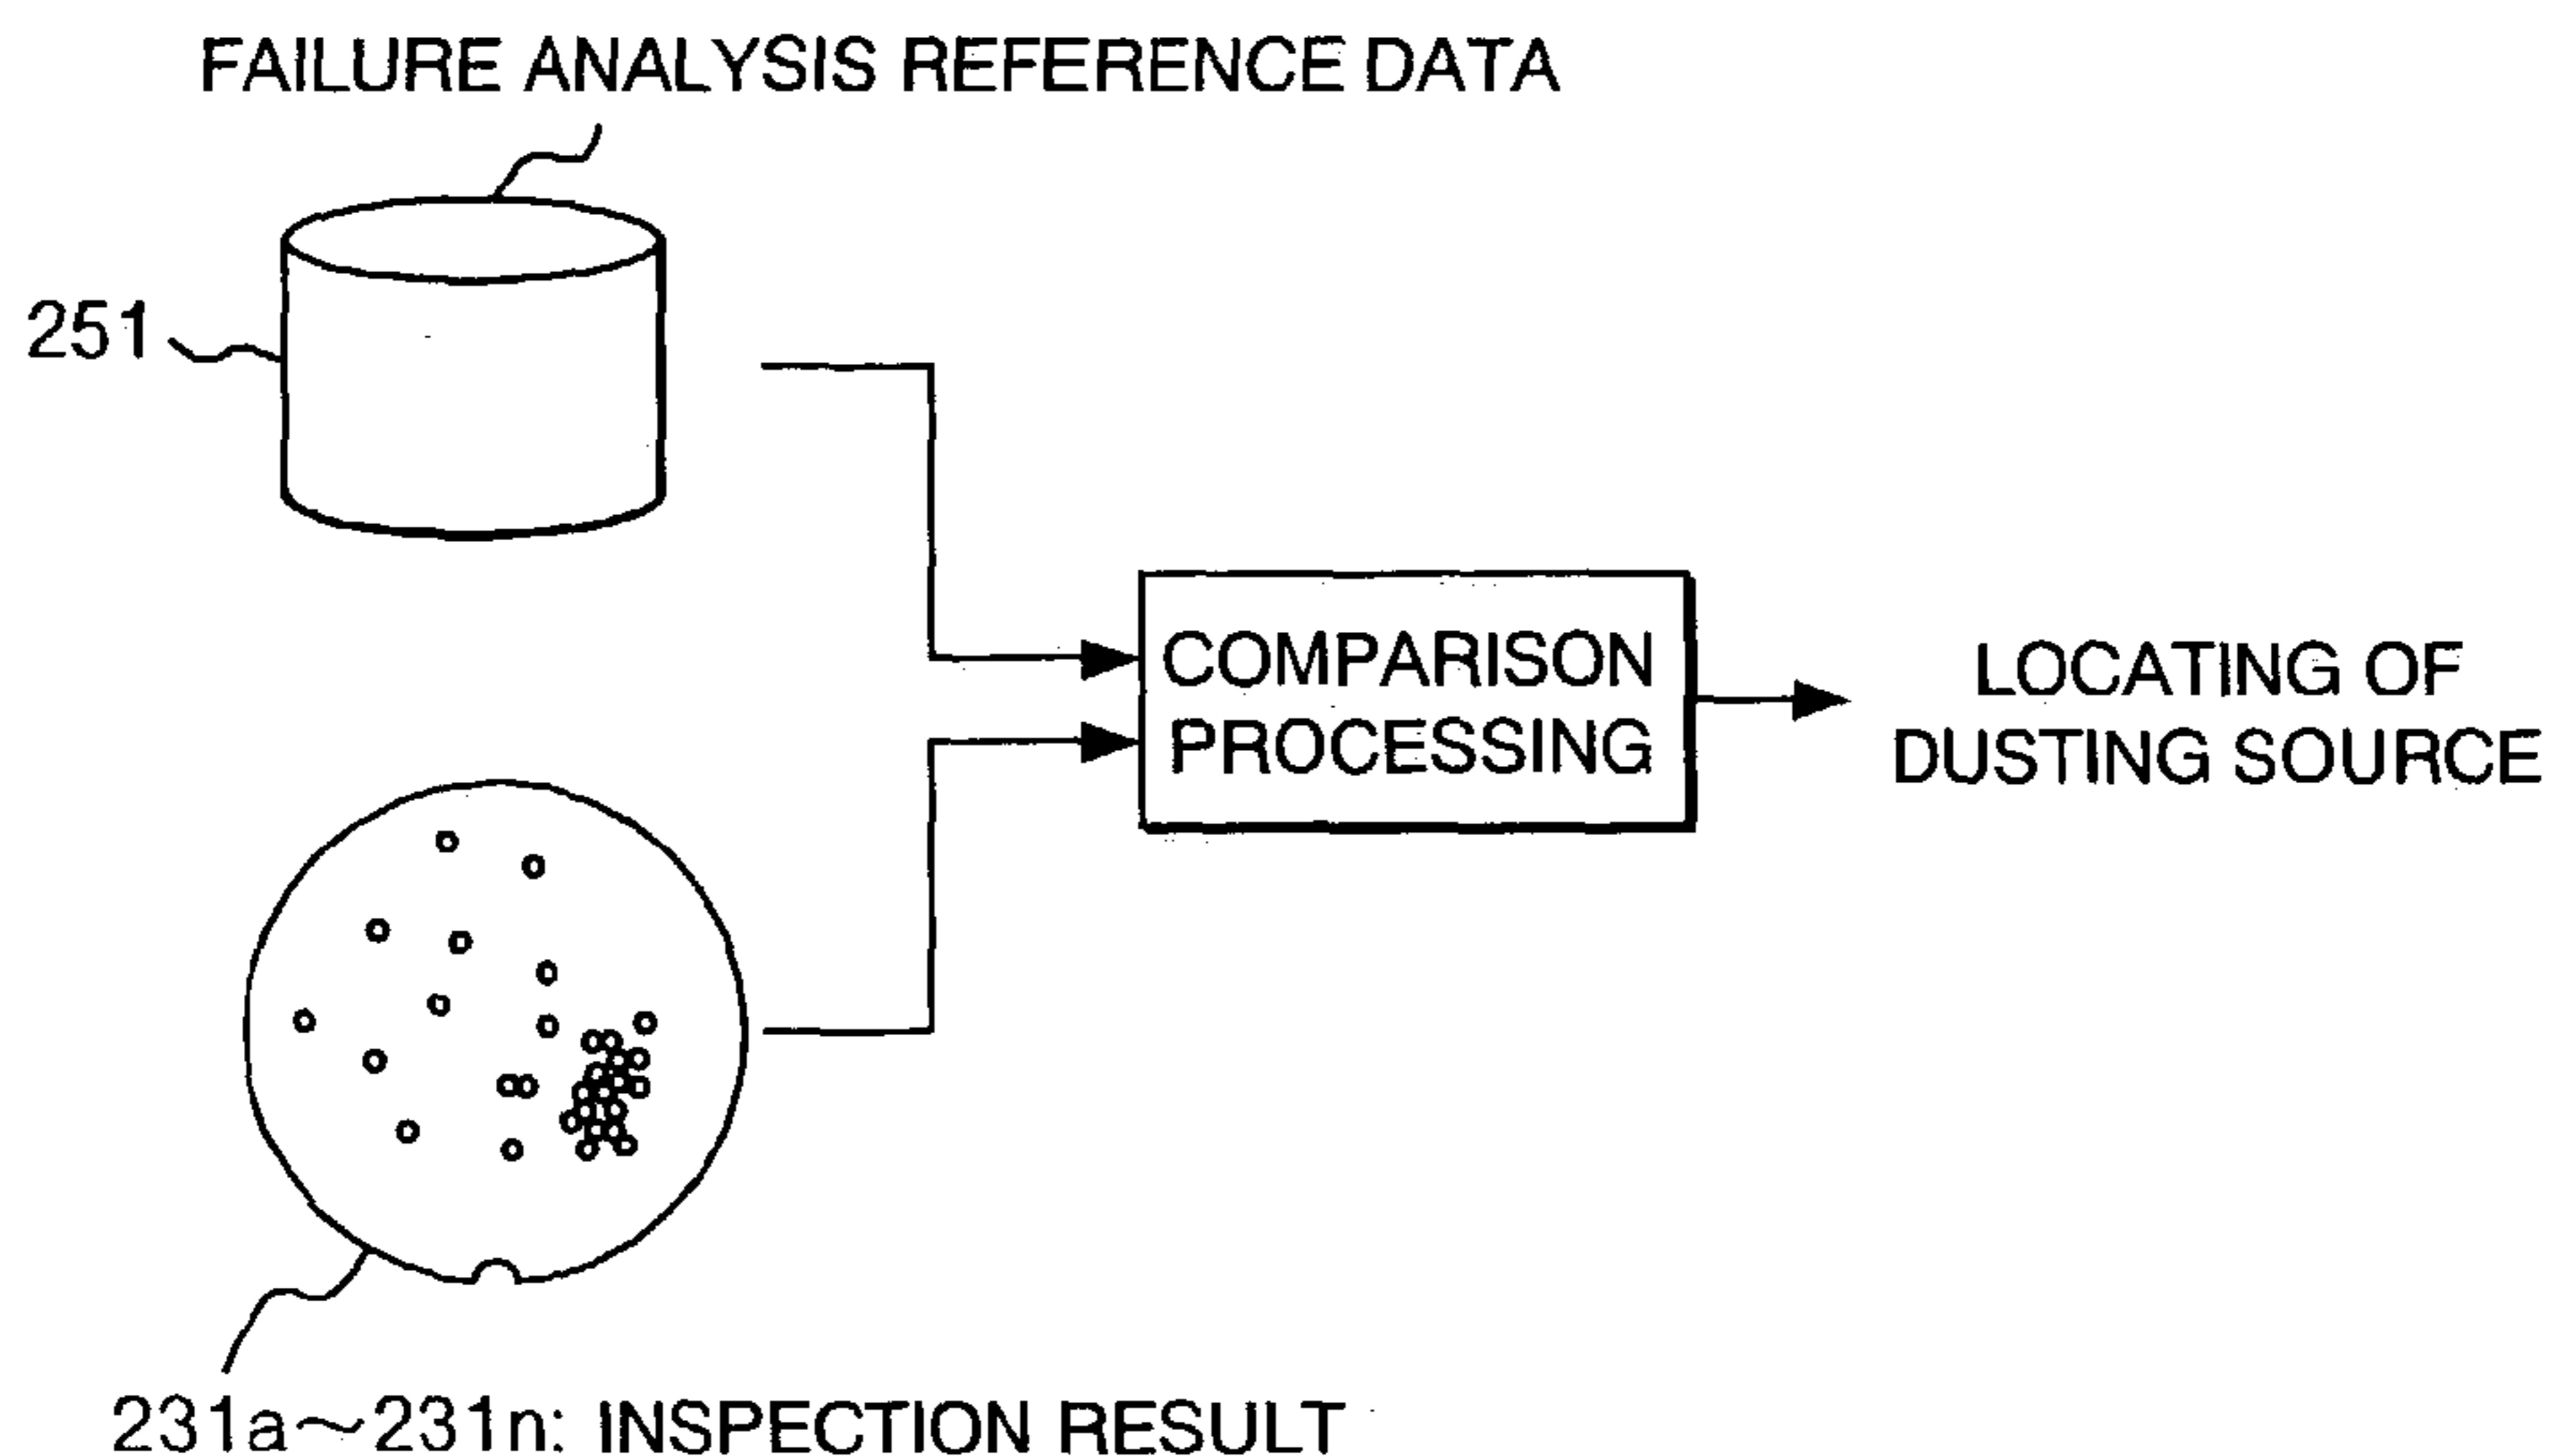 FAILURE ANALYSIS REFERENCE DATA
251
COMPARISON
PROCESSING
LOCATING OF
DUSTING SOURCE
231a~231n: INSPECTION RESULT